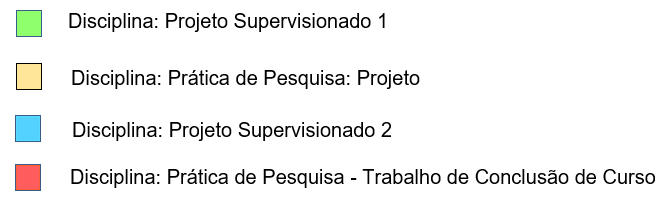 Disciplina: Projeto Supervisionado 1
Disciplina: Prática de Pesquisa: Projeto
Disciplina: Projeto Supervisionado 2
Disciplina: Prática de Pesquisa - Trabalho de Conclusão de Curso